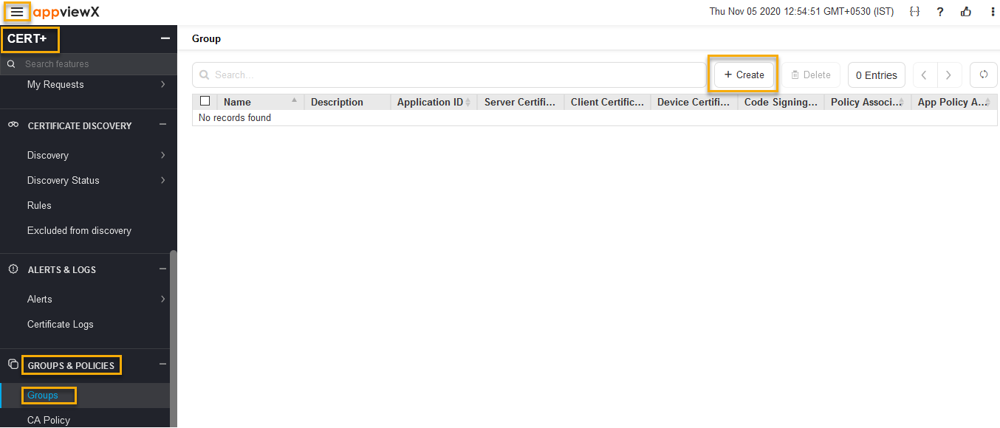 appviewX
Thu Nov 05 2020 12:54:51 GMT+0530 (IST)
?
CERT+
Search features
My Requests
CERTIFICATE DISCOVERY
Discovery
Discovery Status
Rules
Excluded from discovery
ALERTS & LOGS
Alerts
Certificate Logs
GROUPS & POLICIES
Groups
CA Policy
Group
Search...
+ Create
Delete
0 Entries
Name Description Application ID Server Certifi... Client Certific... Device Certifi... Code Signing... Policy Associ... App Policy A...
No records found